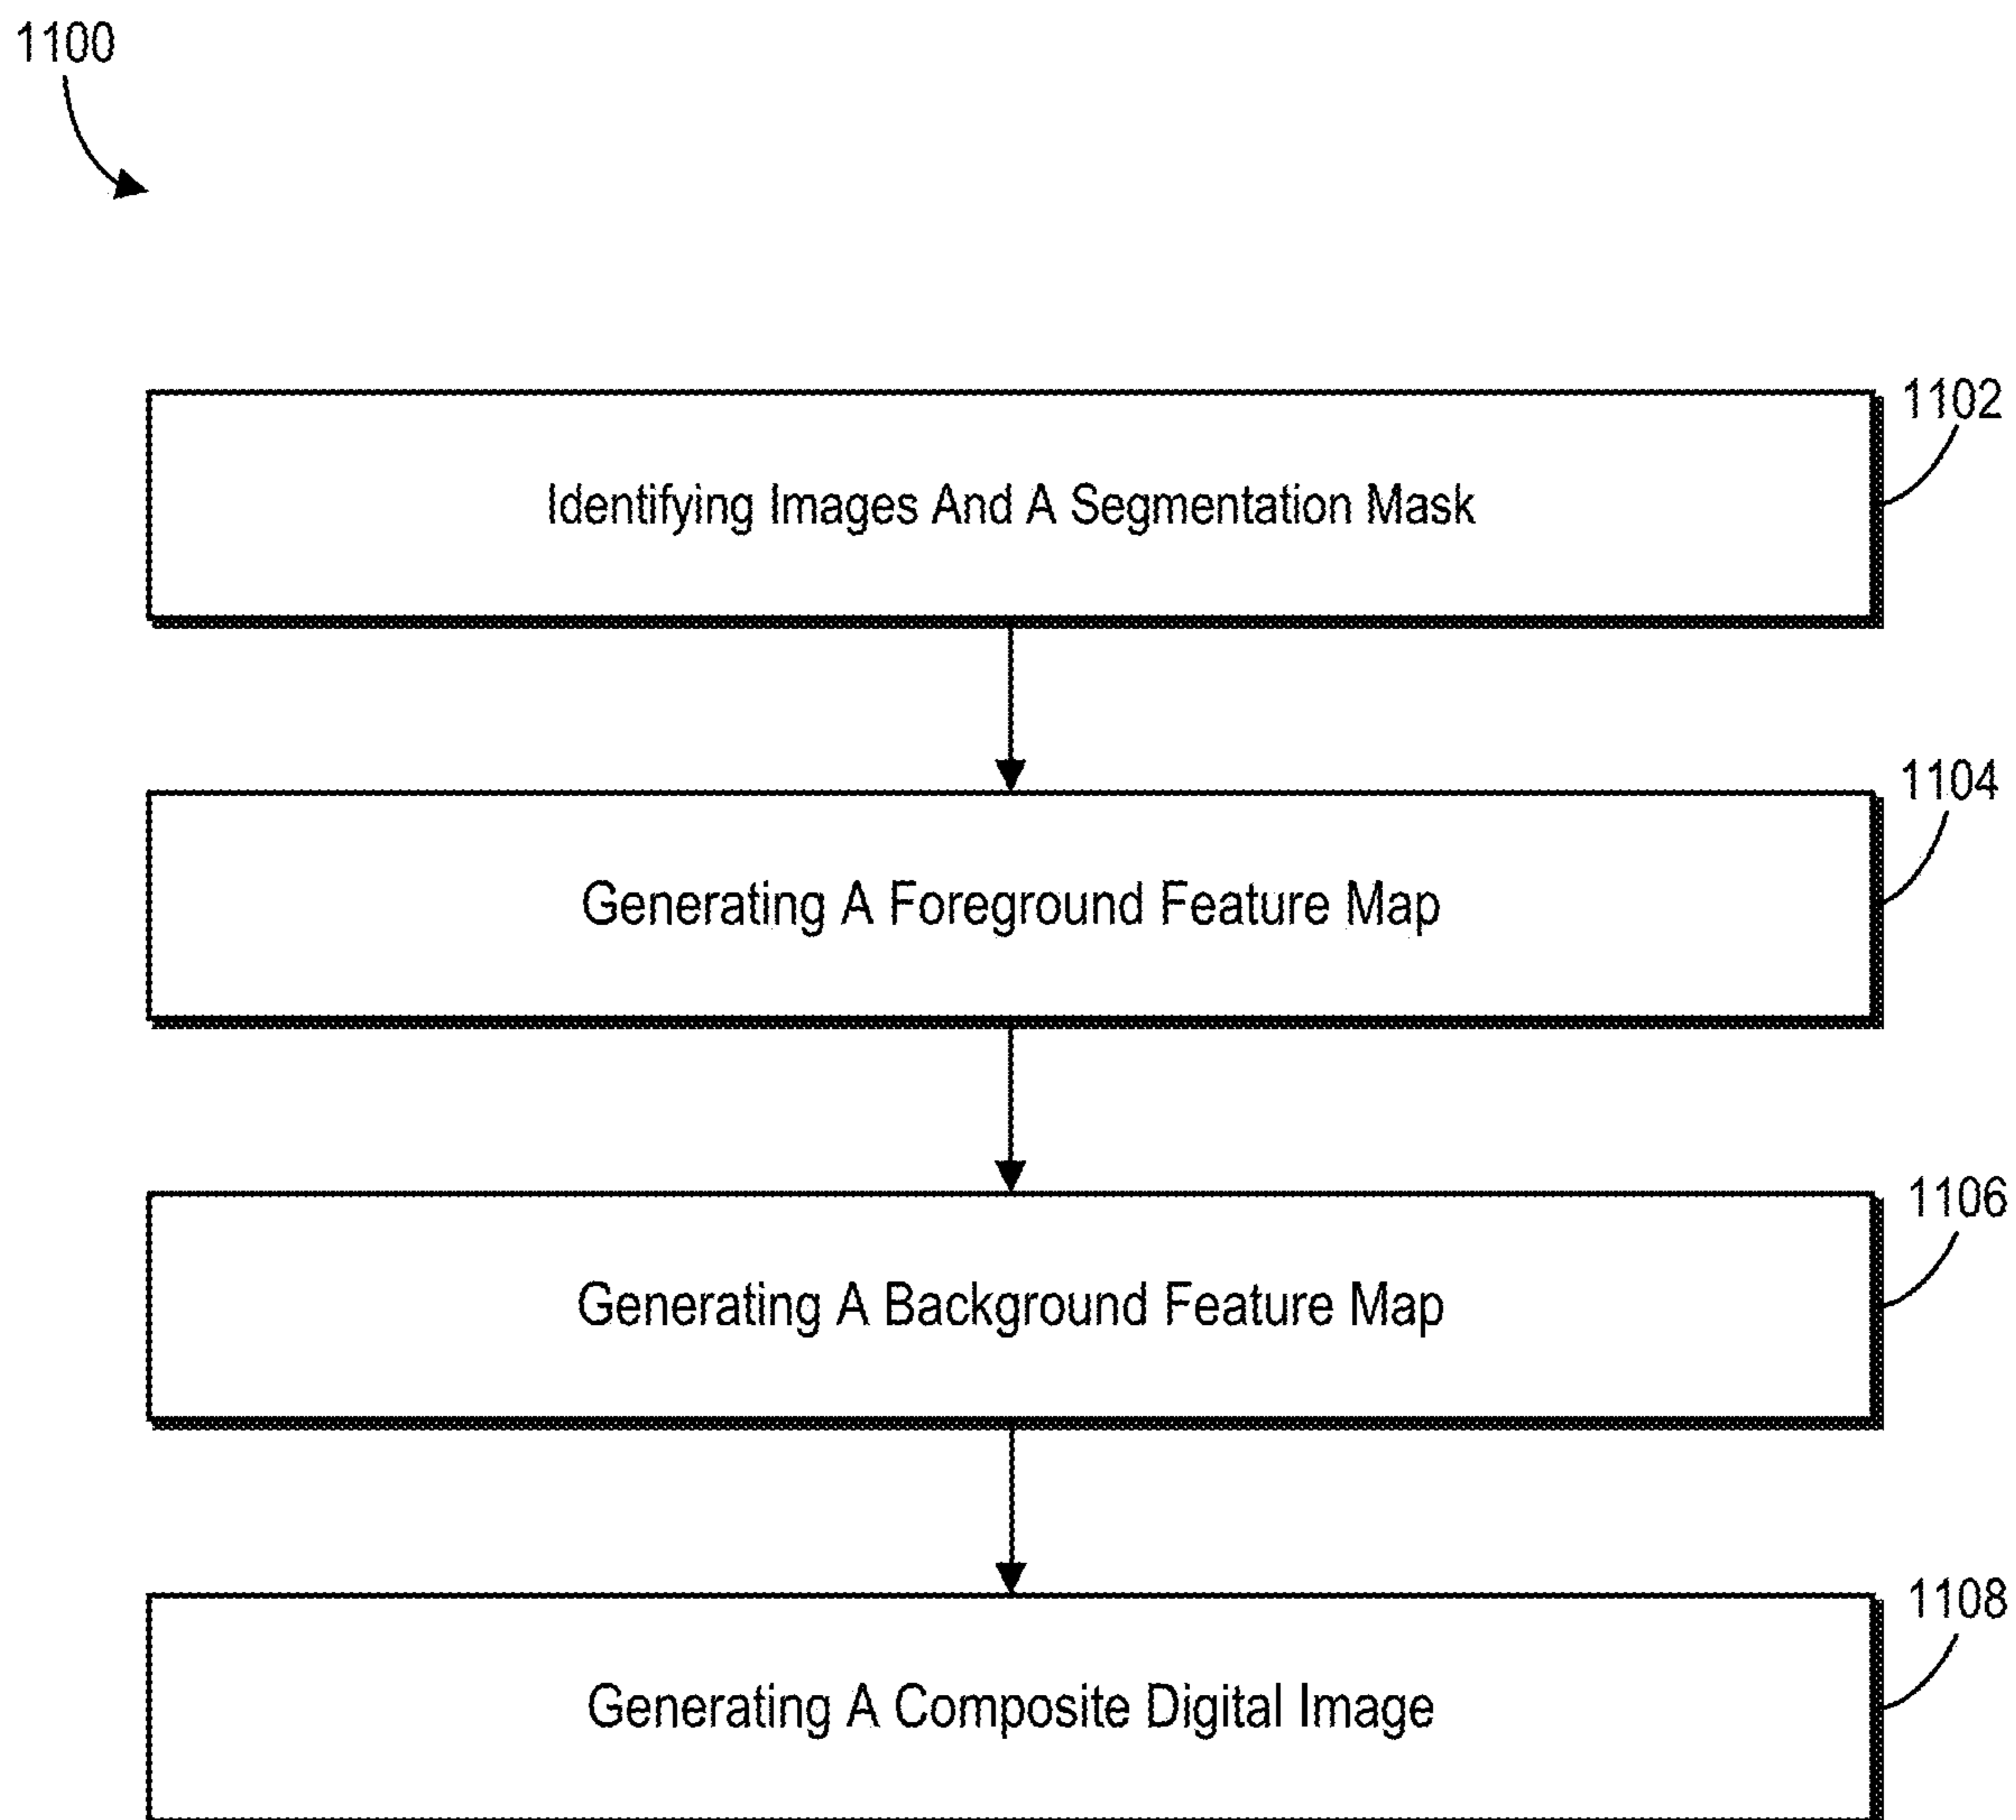 1100
1102
Identifying Images And A Segmentation Mask
1104
Generating A Foreground Feature Map
1106
Generating A Background Feature Map
1108
Generating A Composite Digital Image